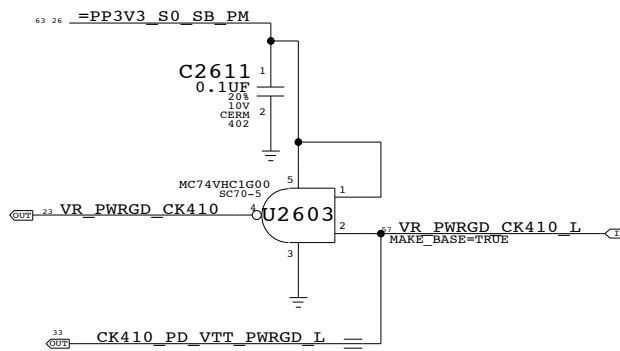 63 26 =PP3V3_S0_SB_PM
C2611 1
0.1UF
20%
10V 2
CERM
402
MC74VHC1G00 5
SC70-5 1
OUT 23 VR_PWRGD_CK410 4 U2603
2 57 VR_PWRGD_CK410_L
MAKE_BASE=TRUE
3
33
OUT CK410_PD_VTT_PWRGD_L